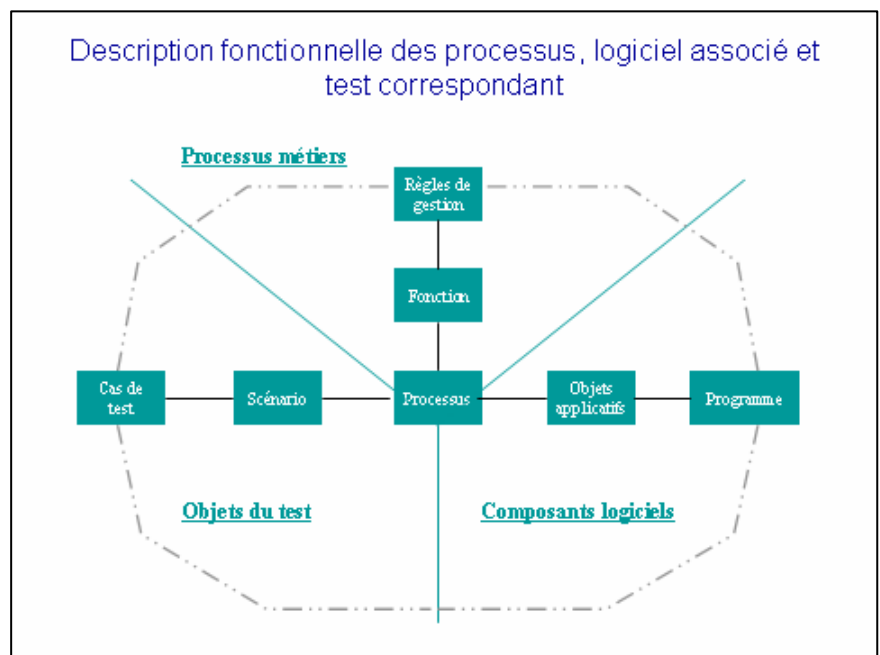 Description fonctionnelle des processus, logiciel associé et
test correspondant
Processus métiers
Règles de
gestion
Fonction
Cas de
test
Scénario
Processus
Objets
applicatifs
Programme
Objets du test
Composants logiciels